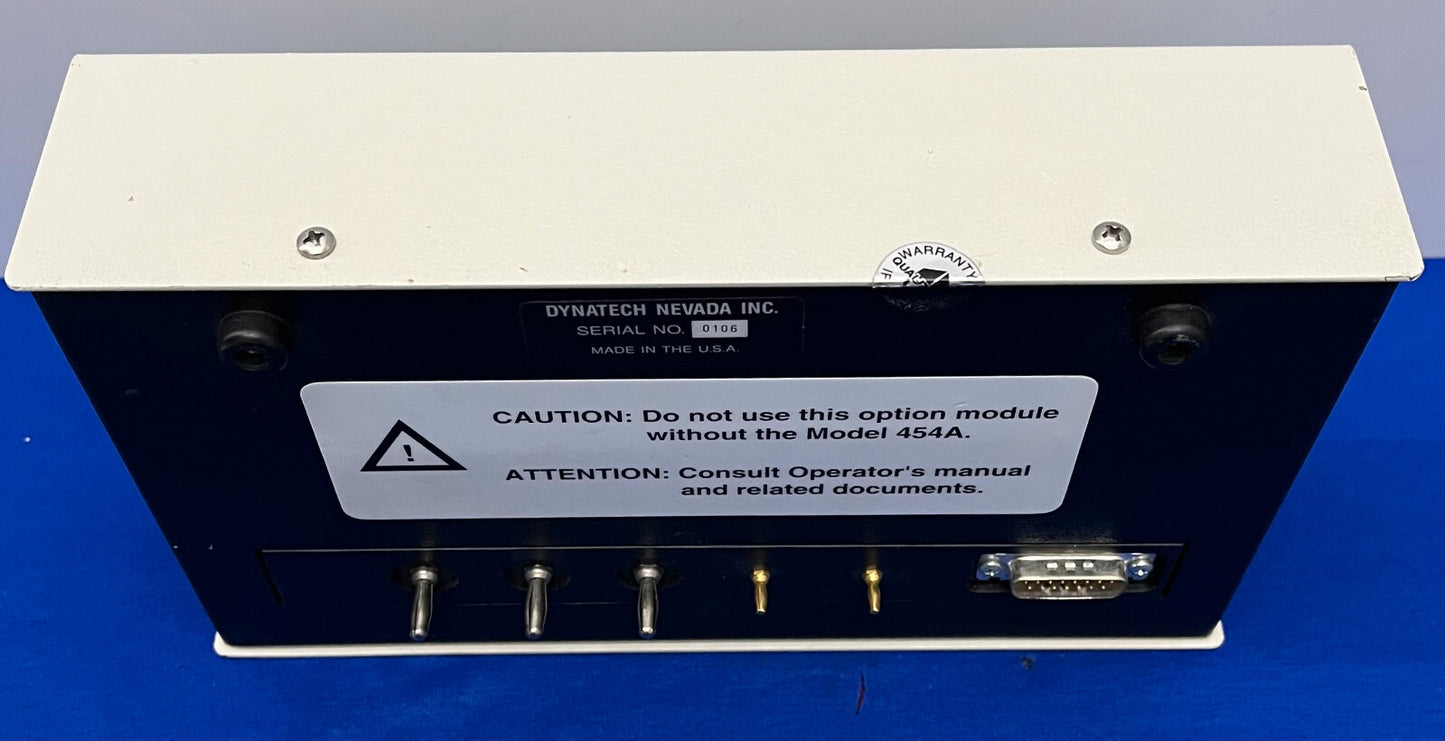 WARRANTY
DYNATECH NEVADA INC.
SERIAL NO. 0106
MADE IN THE U.S.A.
CAUTION: Do not use this option module
without the Model 454A.
!
ATTENTION: Consult Operator's manual
and related documents.